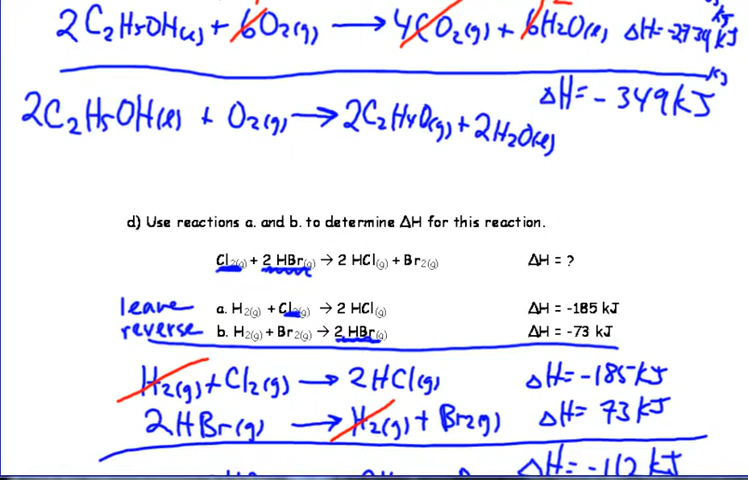 2C₂H₅OH(l) + 6O₂(g) → 4CO₂(g) + 6H₂O(l) ΔH= -2734 kJ
ΔH= - 349 kJ
2C₂H₅OH(l) + O₂(g) → 2C₂H₄O(g) + 2H₂O(l)
d) Use reactions a. and b. to determine ΔH for this reaction.
Cl₂(g) + 2 HBr(g) → 2 HCl(g) + Br₂(g) ΔH = ?
leave a. H₂(g) + Cl₂(g) → 2 HCl(g) ΔH = -185 kJ
reverse b. H₂(g) + Br₂(g) → 2 HBr(g) ΔH = -73 kJ
H₂(g) + Cl₂(g) → 2HCl(g) ΔH= -185 kJ
2HBr(g) → H₂(g) + Br₂(g) ΔH= 73 kJ
ΔH= -112 kJ